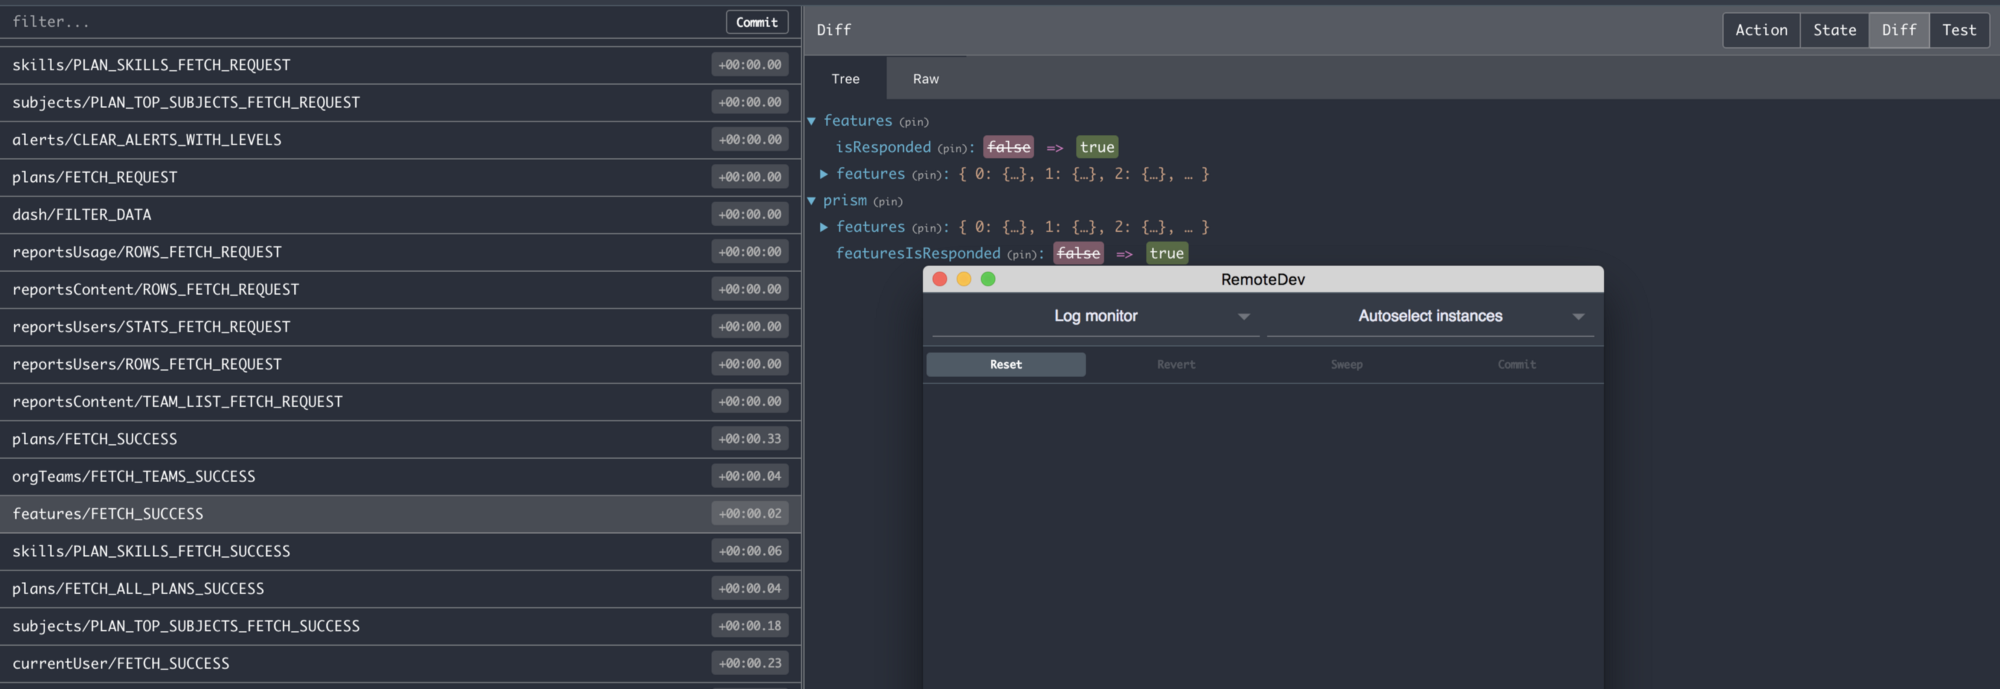 filter... Commit
skills/PLAN_SKILLS_FETCH_REQUEST +00:00.00
subjects/PLAN_TOP_SUBJECTS_FETCH_REQUEST +00:00.00
alerts/CLEAR_ALERTS_WITH_LEVELS +00:00.00
plans/FETCH_REQUEST +00:00.00
dash/FILTER_DATA +00:00.00
reportsUsage/ROWS_FETCH_REQUEST +00:00:00
reportsContent/ROWS_FETCH_REQUEST +00:00.00
reportsUsers/STATS_FETCH_REQUEST +00:00.00
reportsUsers/ROWS_FETCH_REQUEST +00:00.00
reportsContent/TEAM_LIST_FETCH_REQUEST +00:00.00
plans/FETCH_SUCCESS +00:00.33
orgTeams/FETCH_TEAMS_SUCCESS +00:00.04
features/FETCH_SUCCESS +00:00.02
skills/PLAN_SKILLS_FETCH_SUCCESS +00:00.06
plans/FETCH_ALL_PLANS_SUCCESS +00:00.04
subjects/PLAN_TOP_SUBJECTS_FETCH_SUCCESS +00:00.18
currentUser/FETCH_SUCCESS +00:00.23
Diff Action State Diff Test
Tree Raw
▼ features (pin)
isResponded (pin): false => true
▶ features (pin): { 0: {…}, 1: {…}, 2: {…}, … }
▼ prism (pin)
▶ features (pin): { 0: {…}, 1: {…}, 2: {…}, … }
featuresIsResponded (pin): false => true
RemoteDev
Log monitor Autoselect instances
Reset Revert Sweep Commit